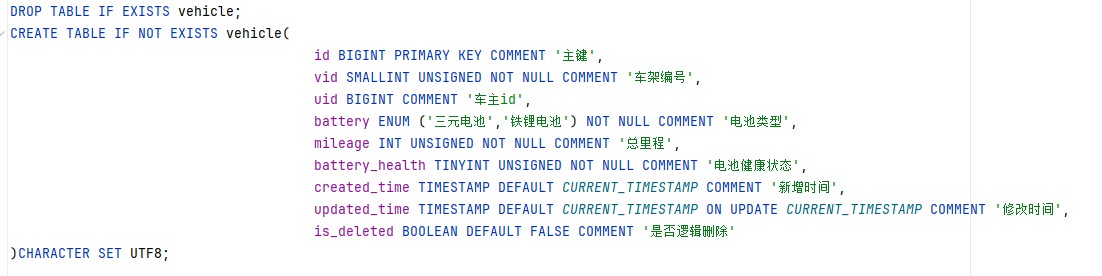 DROP TABLE IF EXISTS vehicle;
CREATE TABLE IF NOT EXISTS vehicle(
id BIGINT PRIMARY KEY COMMENT '主键',
vid SMALLINT UNSIGNED NOT NULL COMMENT '车架编号',
uid BIGINT COMMENT '车主id',
battery ENUM ('三元电池','铁锂电池') NOT NULL COMMENT '电池类型',
mileage INT UNSIGNED NOT NULL COMMENT '总里程',
battery_health TINYINT UNSIGNED NOT NULL COMMENT '电池健康状态',
created_time TIMESTAMP DEFAULT CURRENT_TIMESTAMP COMMENT '新增时间',
updated_time TIMESTAMP DEFAULT CURRENT_TIMESTAMP ON UPDATE CURRENT_TIMESTAMP COMMENT '修改时间',
is_deleted BOOLEAN DEFAULT FALSE COMMENT '是否逻辑删除'
)CHARACTER SET UTF8;